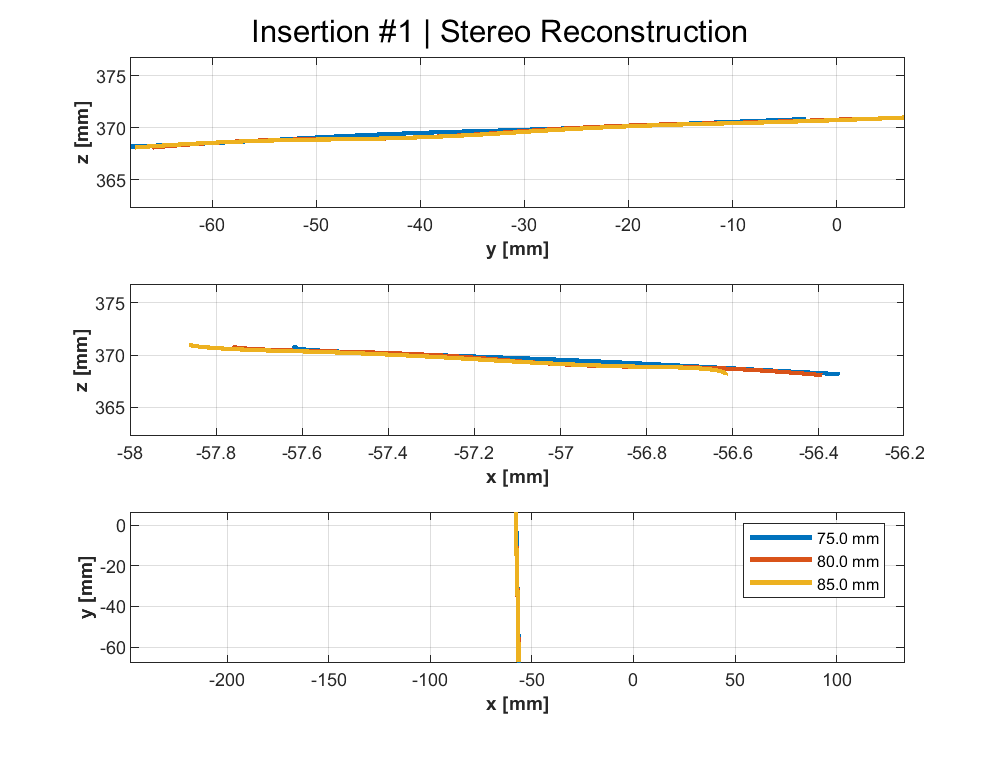 Insertion #1 | Stereo Reconstruction
375
370
365
z [mm]
-60 -50 -40 -30 -20 -10 0
y [mm]
375
370
365
z [mm]
-58 -57.8 -57.6 -57.4 -57.2 -57 -56.8 -56.6 -56.4 -56.2
x [mm]
0
-20
-40
-60
y [mm]
75.0 mm
80.0 mm
85.0 mm
-200 -150 -100 -50 0 50 100
x [mm]